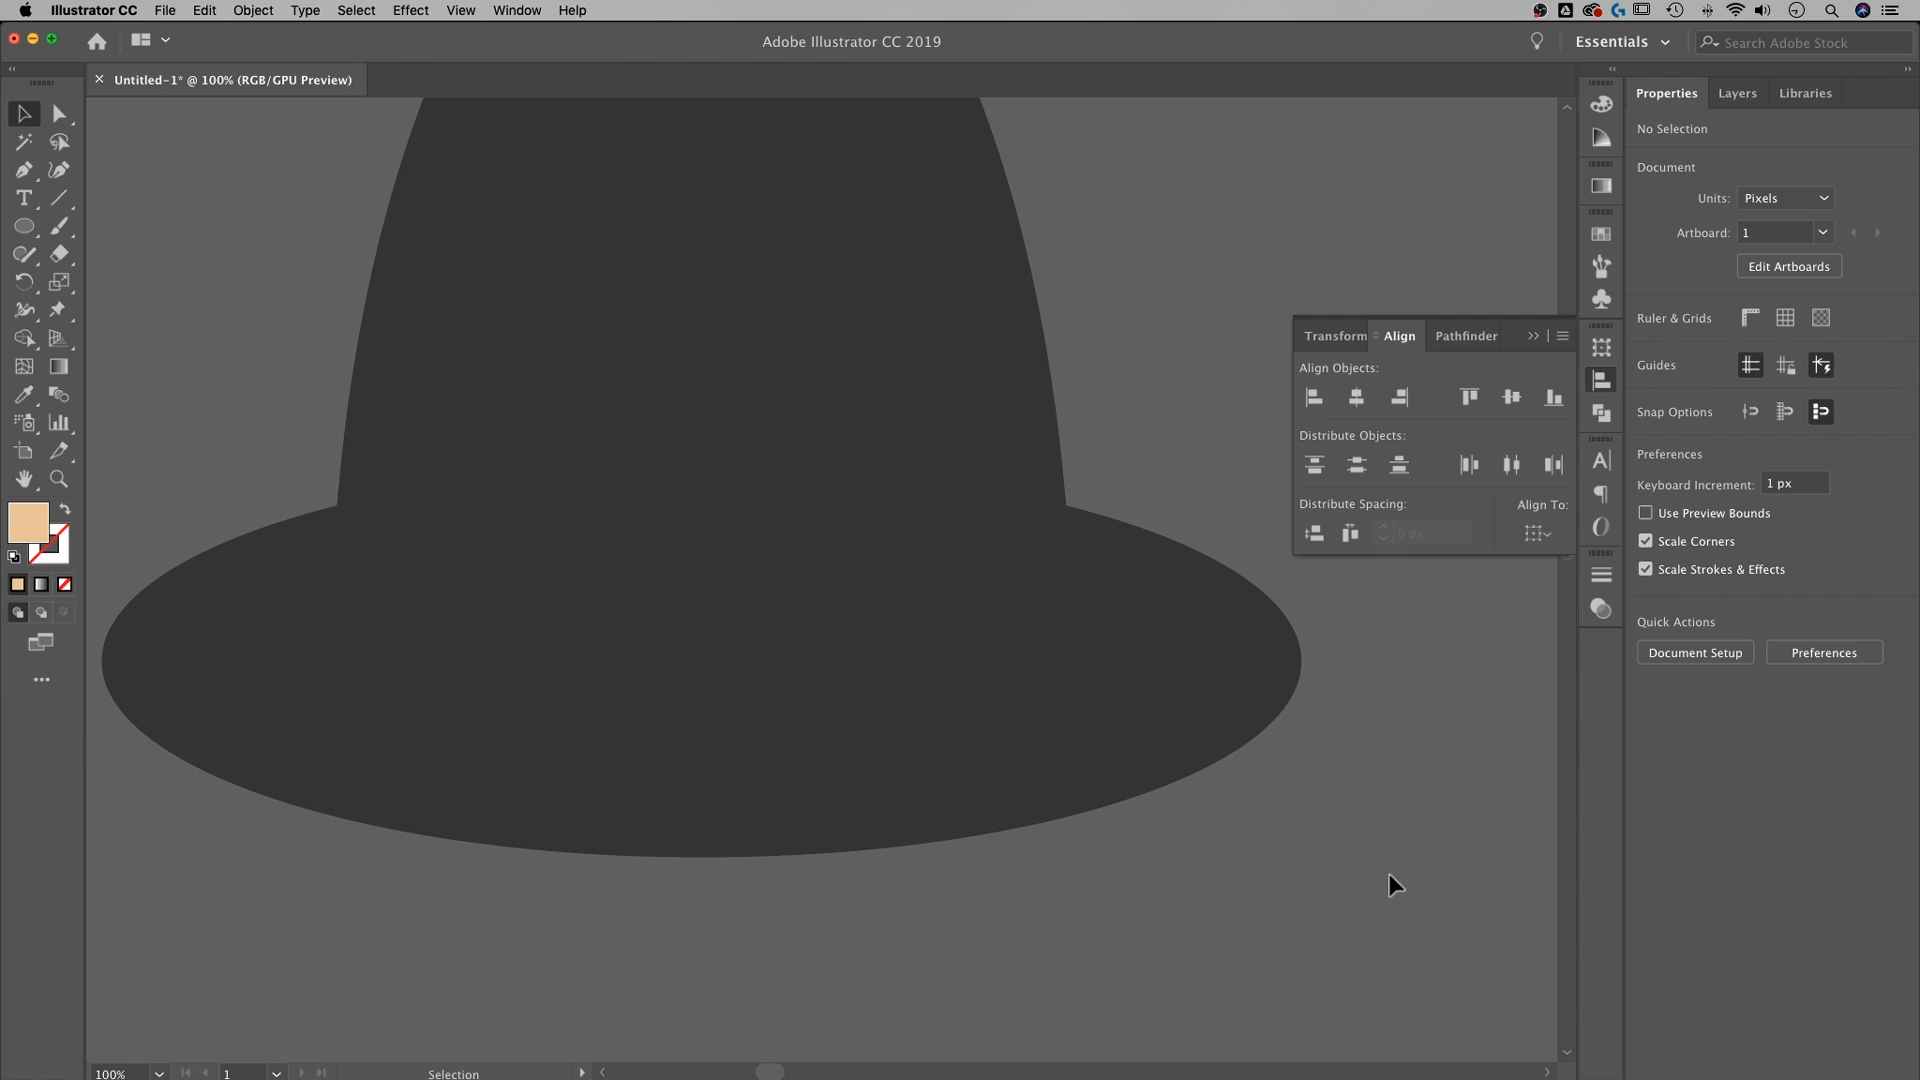 Illustrator CC File Edit Object Type Select Effect View Window Help
Adobe Illustrator CC 2019
Essentials
Search Adobe Stock
× Untitled-1* @ 100% (RGB/GPU Preview)
Properties Layers Libraries
No Selection
Document
Units: Pixels
Artboard: 1
Edit Artboards
Ruler & Grids
Guides
Snap Options
Preferences
Keyboard Increment: 1 px
Use Preview Bounds
Scale Corners
Scale Strokes & Effects
Quick Actions
Document Setup Preferences
Transform Align Pathfinder
Align Objects:
Distribute Objects:
Distribute Spacing: Align To:
0 px
100% 1 Selection